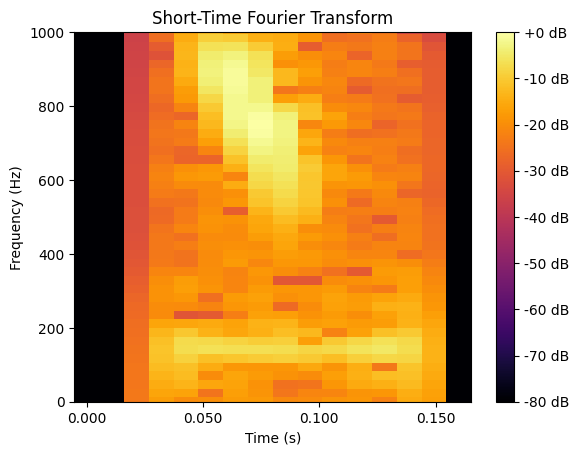 Short-Time Fourier Transform
1000
800
600
400
200
0
Frequency (Hz)
0.000
0.050
0.100
0.150
Time (s)
+0 dB
-10 dB
-20 dB
-30 dB
-40 dB
-50 dB
-60 dB
-70 dB
-80 dB